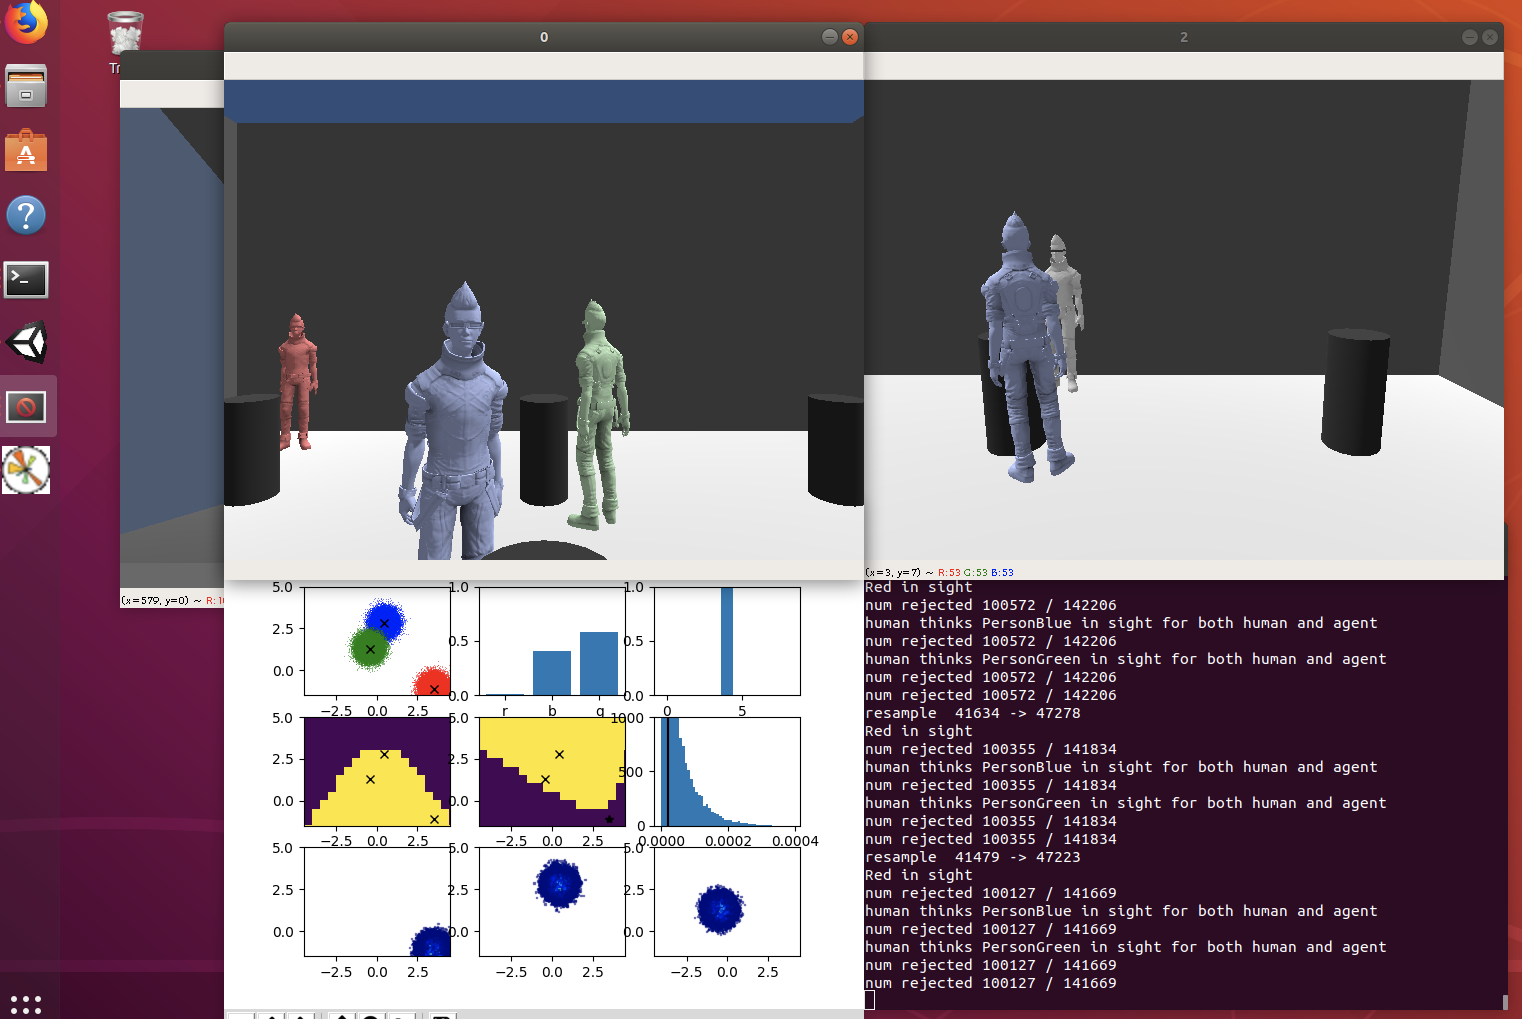 0
2
Tr
(x=579, y=0) ~ R:1
(x=3, y=7) ~ R:53 G:53 B:53
5.0
2.5
0.0
−2.5 0.0 2.5
1.0
0.5
0.0
r b g
1.0
0.5
0.0
0 5
5.0
2.5
0.0
−2.5 0.0 2.5
5.0
2.5
0.0
−2.5 0.0 2.5
1000
500
0
0.0000 0.0002 0.0004
5.0
2.5
0.0
−2.5 0.0 2.5
5.0
2.5
0.0
−2.5 0.0 2.5
5.0
2.5
0.0
−2.5 0.0 2.5
Red in sight
num rejected 100572 / 142206
human thinks PersonBlue in sight for both human and agent
num rejected 100572 / 142206
human thinks PersonGreen in sight for both human and agent
num rejected 100572 / 142206
num rejected 100572 / 142206
resample  41634 -> 47278
Red in sight
num rejected 100355 / 141834
human thinks PersonBlue in sight for both human and agent
num rejected 100355 / 141834
human thinks PersonGreen in sight for both human and agent
num rejected 100355 / 141834
num rejected 100355 / 141834
resample  41479 -> 47223
Red in sight
num rejected 100127 / 141669
human thinks PersonBlue in sight for both human and agent
num rejected 100127 / 141669
human thinks PersonGreen in sight for both human and agent
num rejected 100127 / 141669
num rejected 100127 / 141669